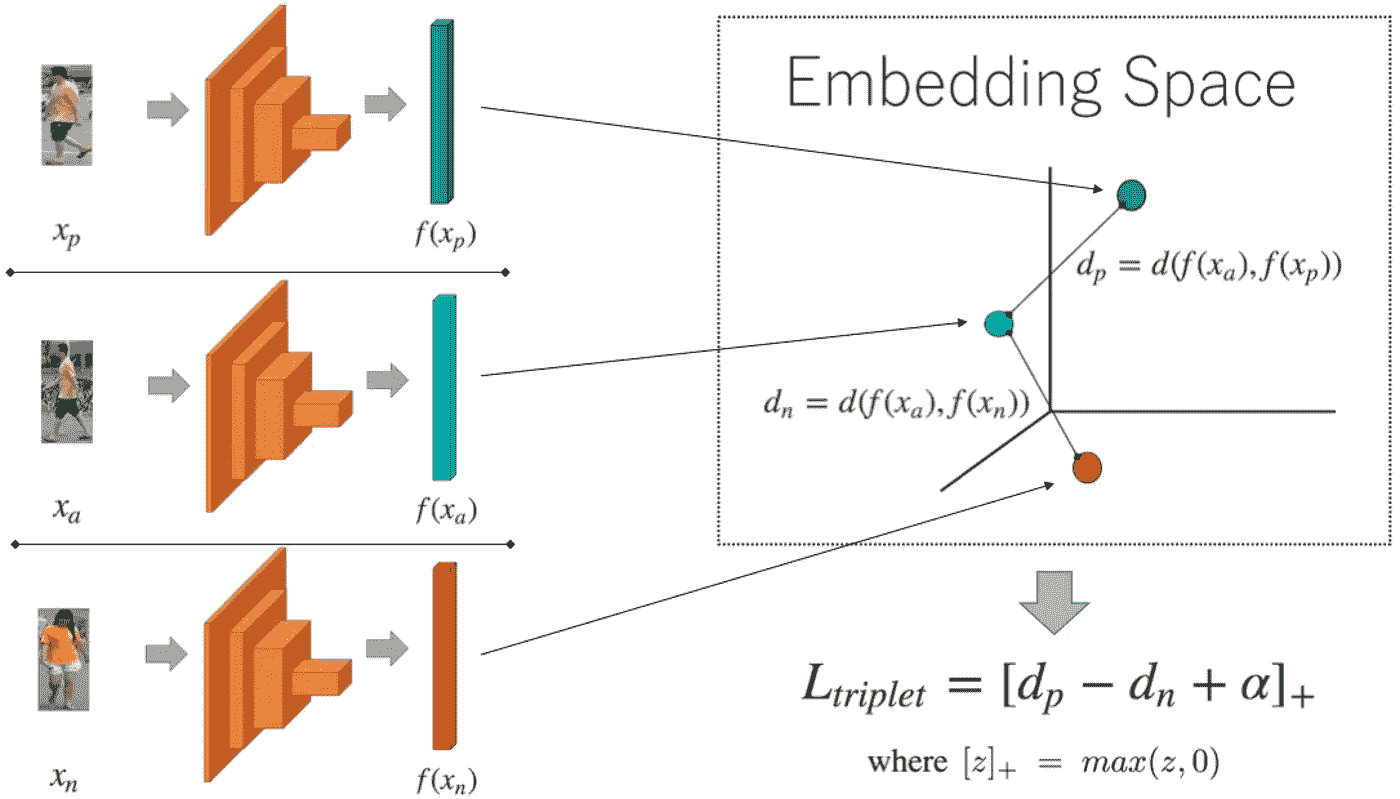 x_p
f(x_p)
x_a
f(x_a)
x_n
f(x_n)
Embedding Space
d_p = d(f(x_a), f(x_p))
d_n = d(f(x_a), f(x_n))
L_{triplet} = [d_p − d_n + α]_+
where [z]_+ = max(z, 0)